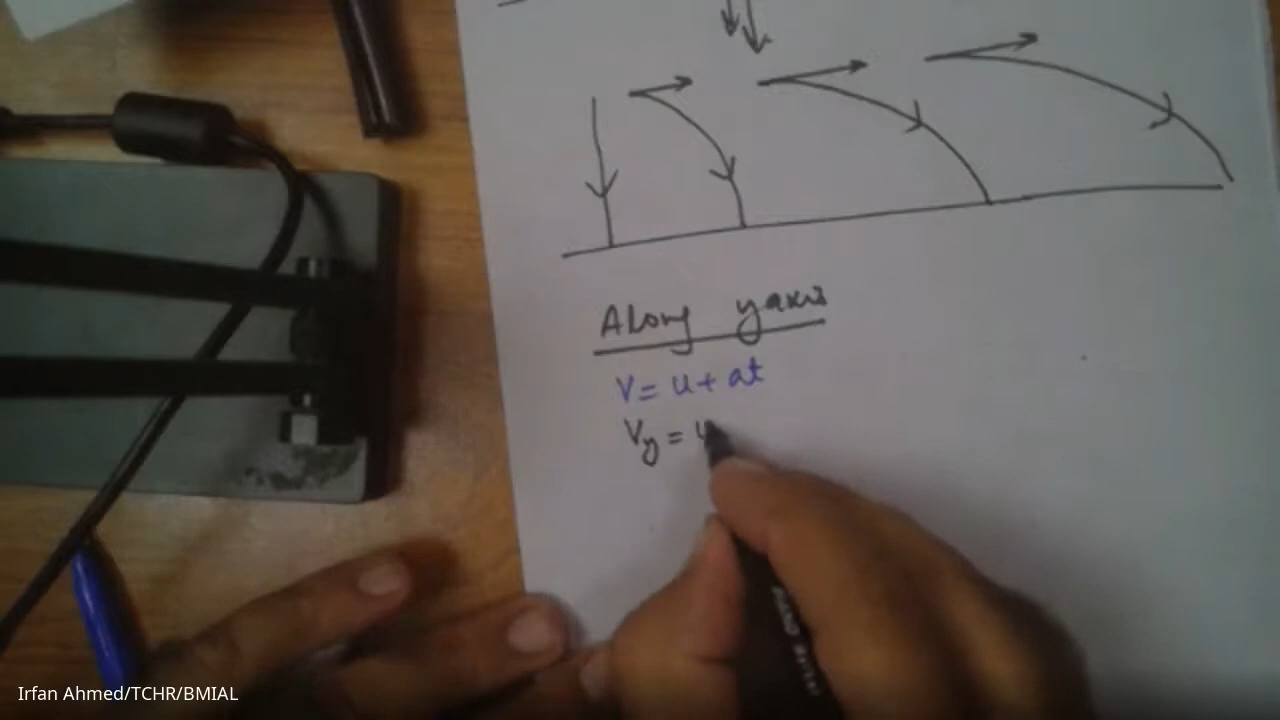 Along y axis
V = u + at
Vy = u
Irfan Ahmed/TCHR/BMIAL